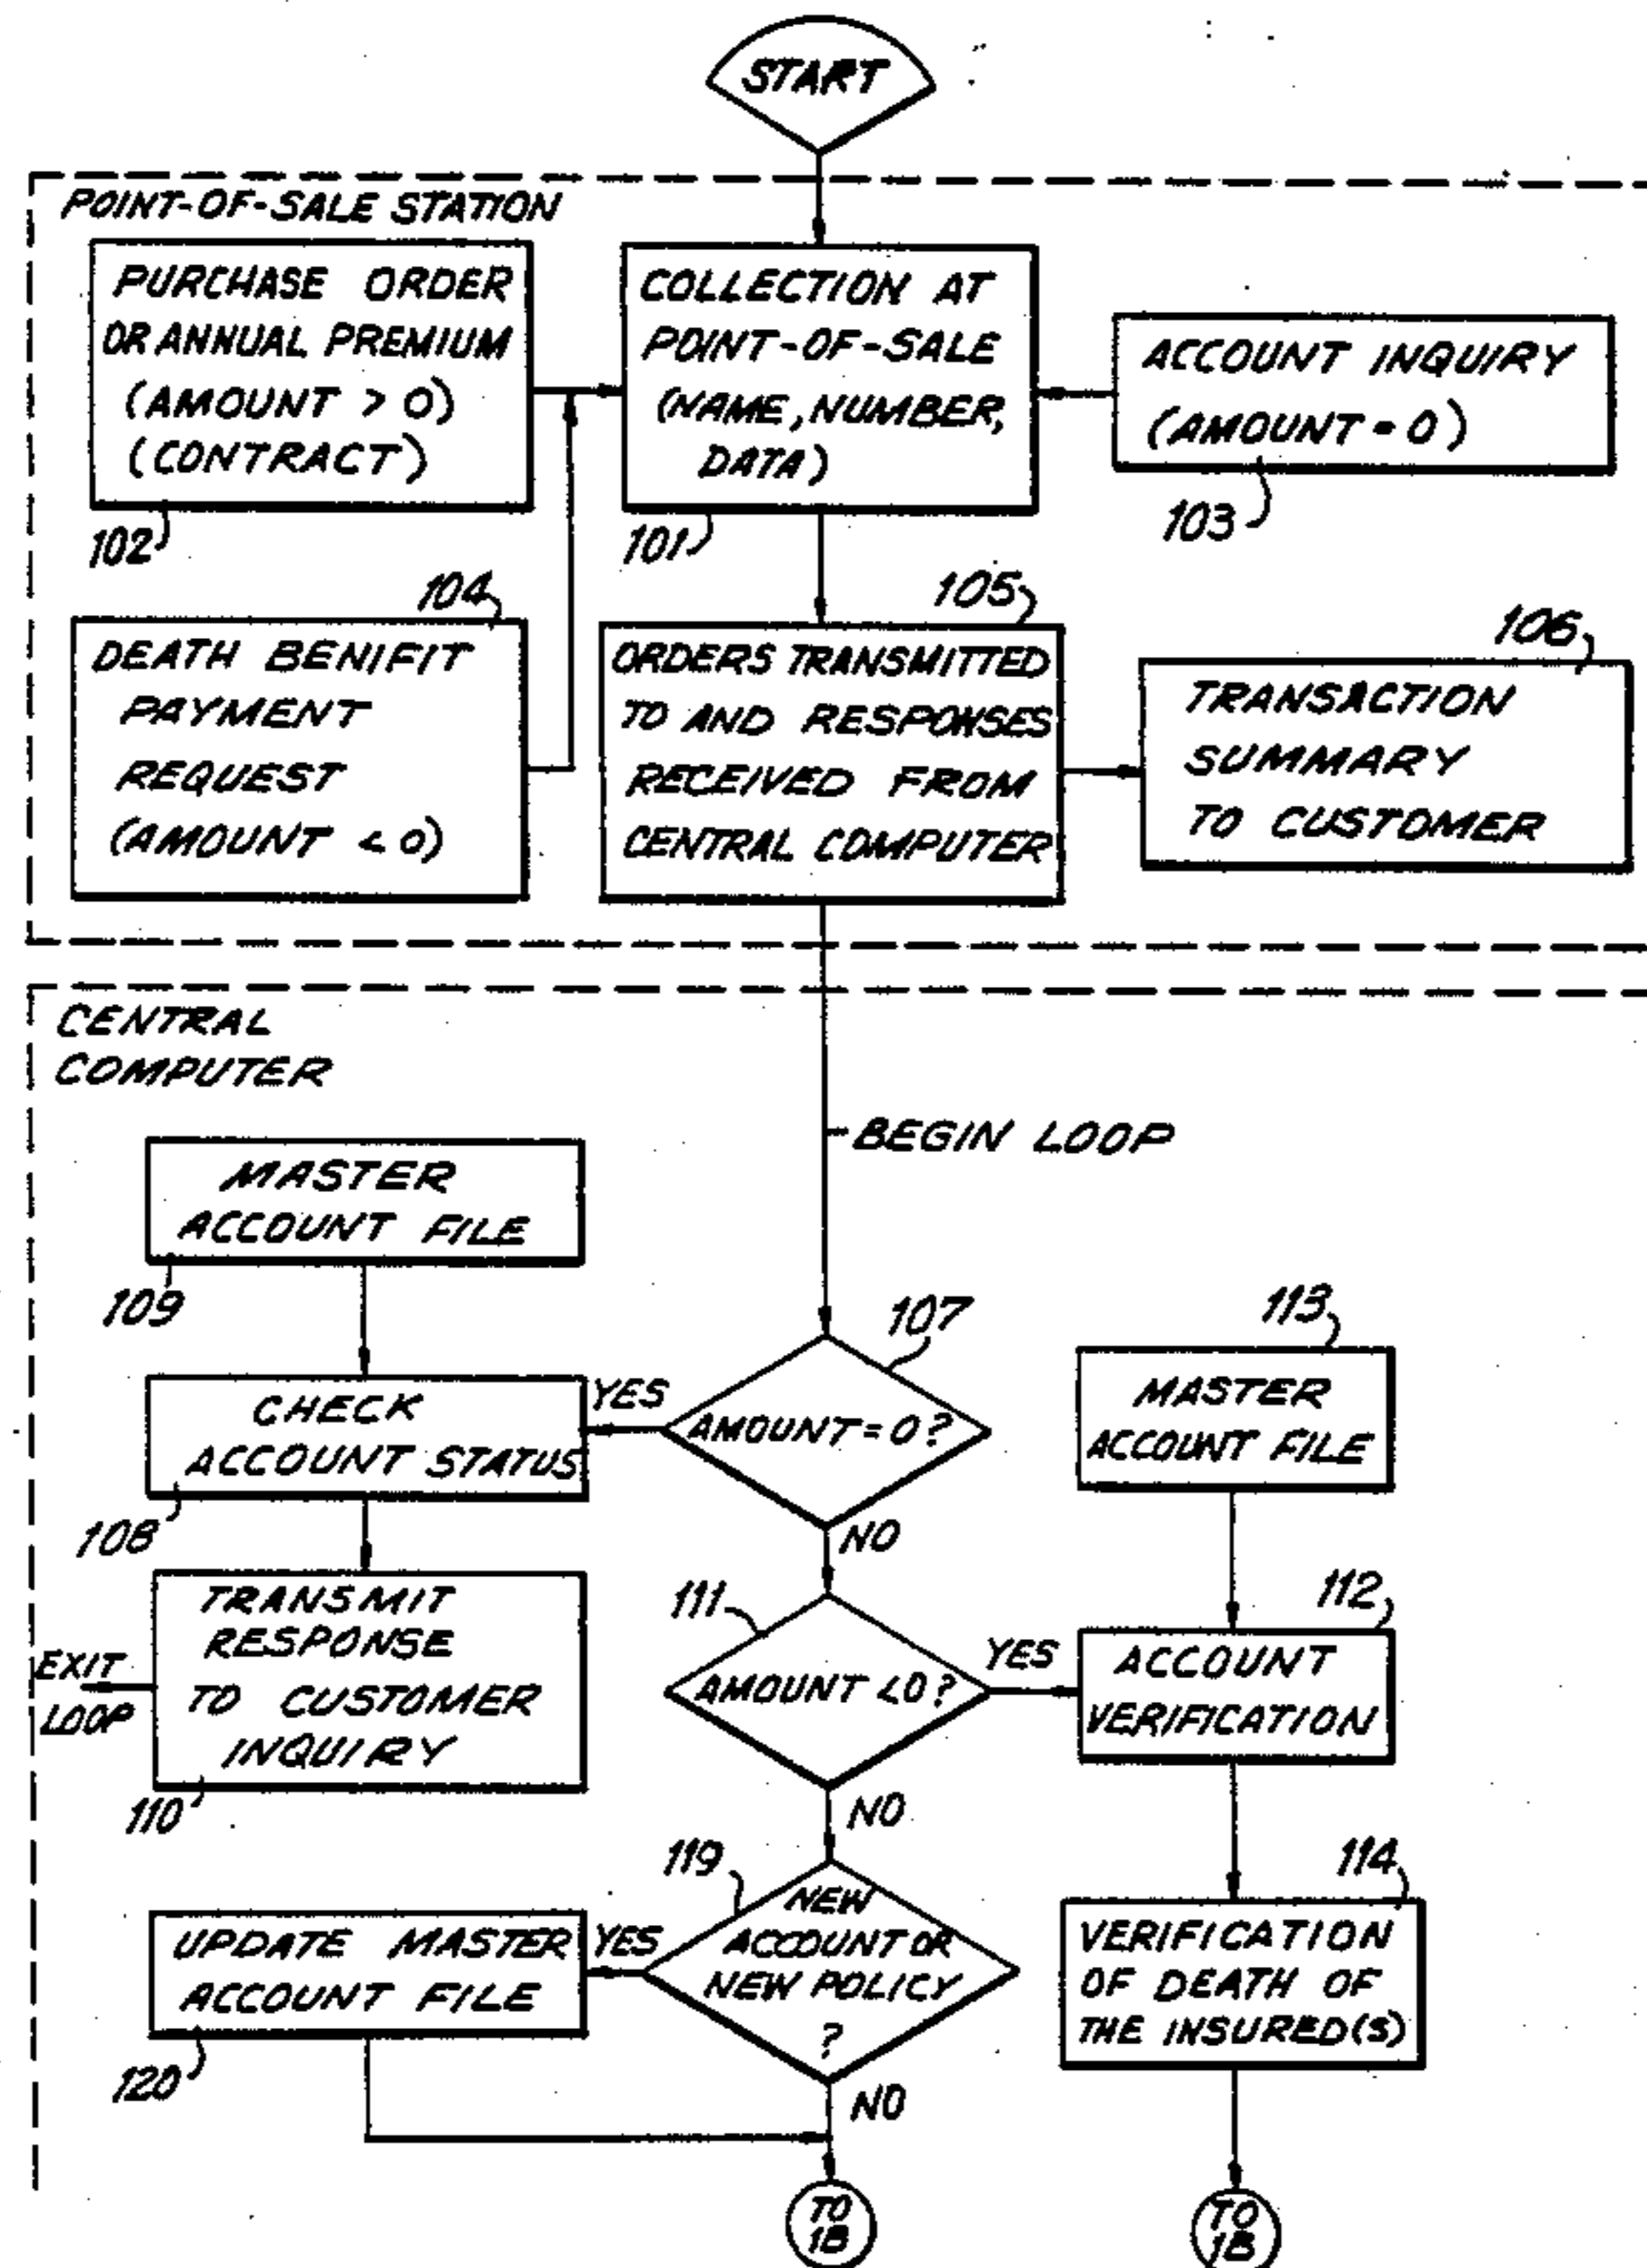 START
POINT-OF-SALE STATION
PURCHASE ORDER
OR ANNUAL PREMIUM
(AMOUNT > 0)
(CONTRACT)
102
COLLECTION AT
POINT-OF-SALE
(NAME, NUMBER,
DATA)
101
ACCOUNT INQUIRY
(AMOUNT = 0)
103
104
DEATH BENIFIT
PAYMENT
REQUEST
(AMOUNT < 0)
105
ORDERS TRANSMITTED
TO AND RESPONSES
RECEIVED FROM
CENTRAL COMPUTER
106
TRANSACTION
SUMMARY
TO CUSTOMER
CENTRAL
COMPUTER
BEGIN LOOP
MASTER
ACCOUNT FILE
109
107
AMOUNT = 0?
YES
NO
CHECK
ACCOUNT STATUS
108
113
MASTER
ACCOUNT FILE
TRANSMIT
RESPONSE
TO CUSTOMER
INQUIRY
110
EXIT
LOOP
111
AMOUNT < 0?
YES
NO
112
ACCOUNT
VERIFICATION
119
NEW
ACCOUNT OR
NEW POLICY
?
YES
NO
UPDATE MASTER
ACCOUNT FILE
120
114
VERIFICATION
OF DEATH OF
THE INSURED(S)
TO
1B
TO
1B